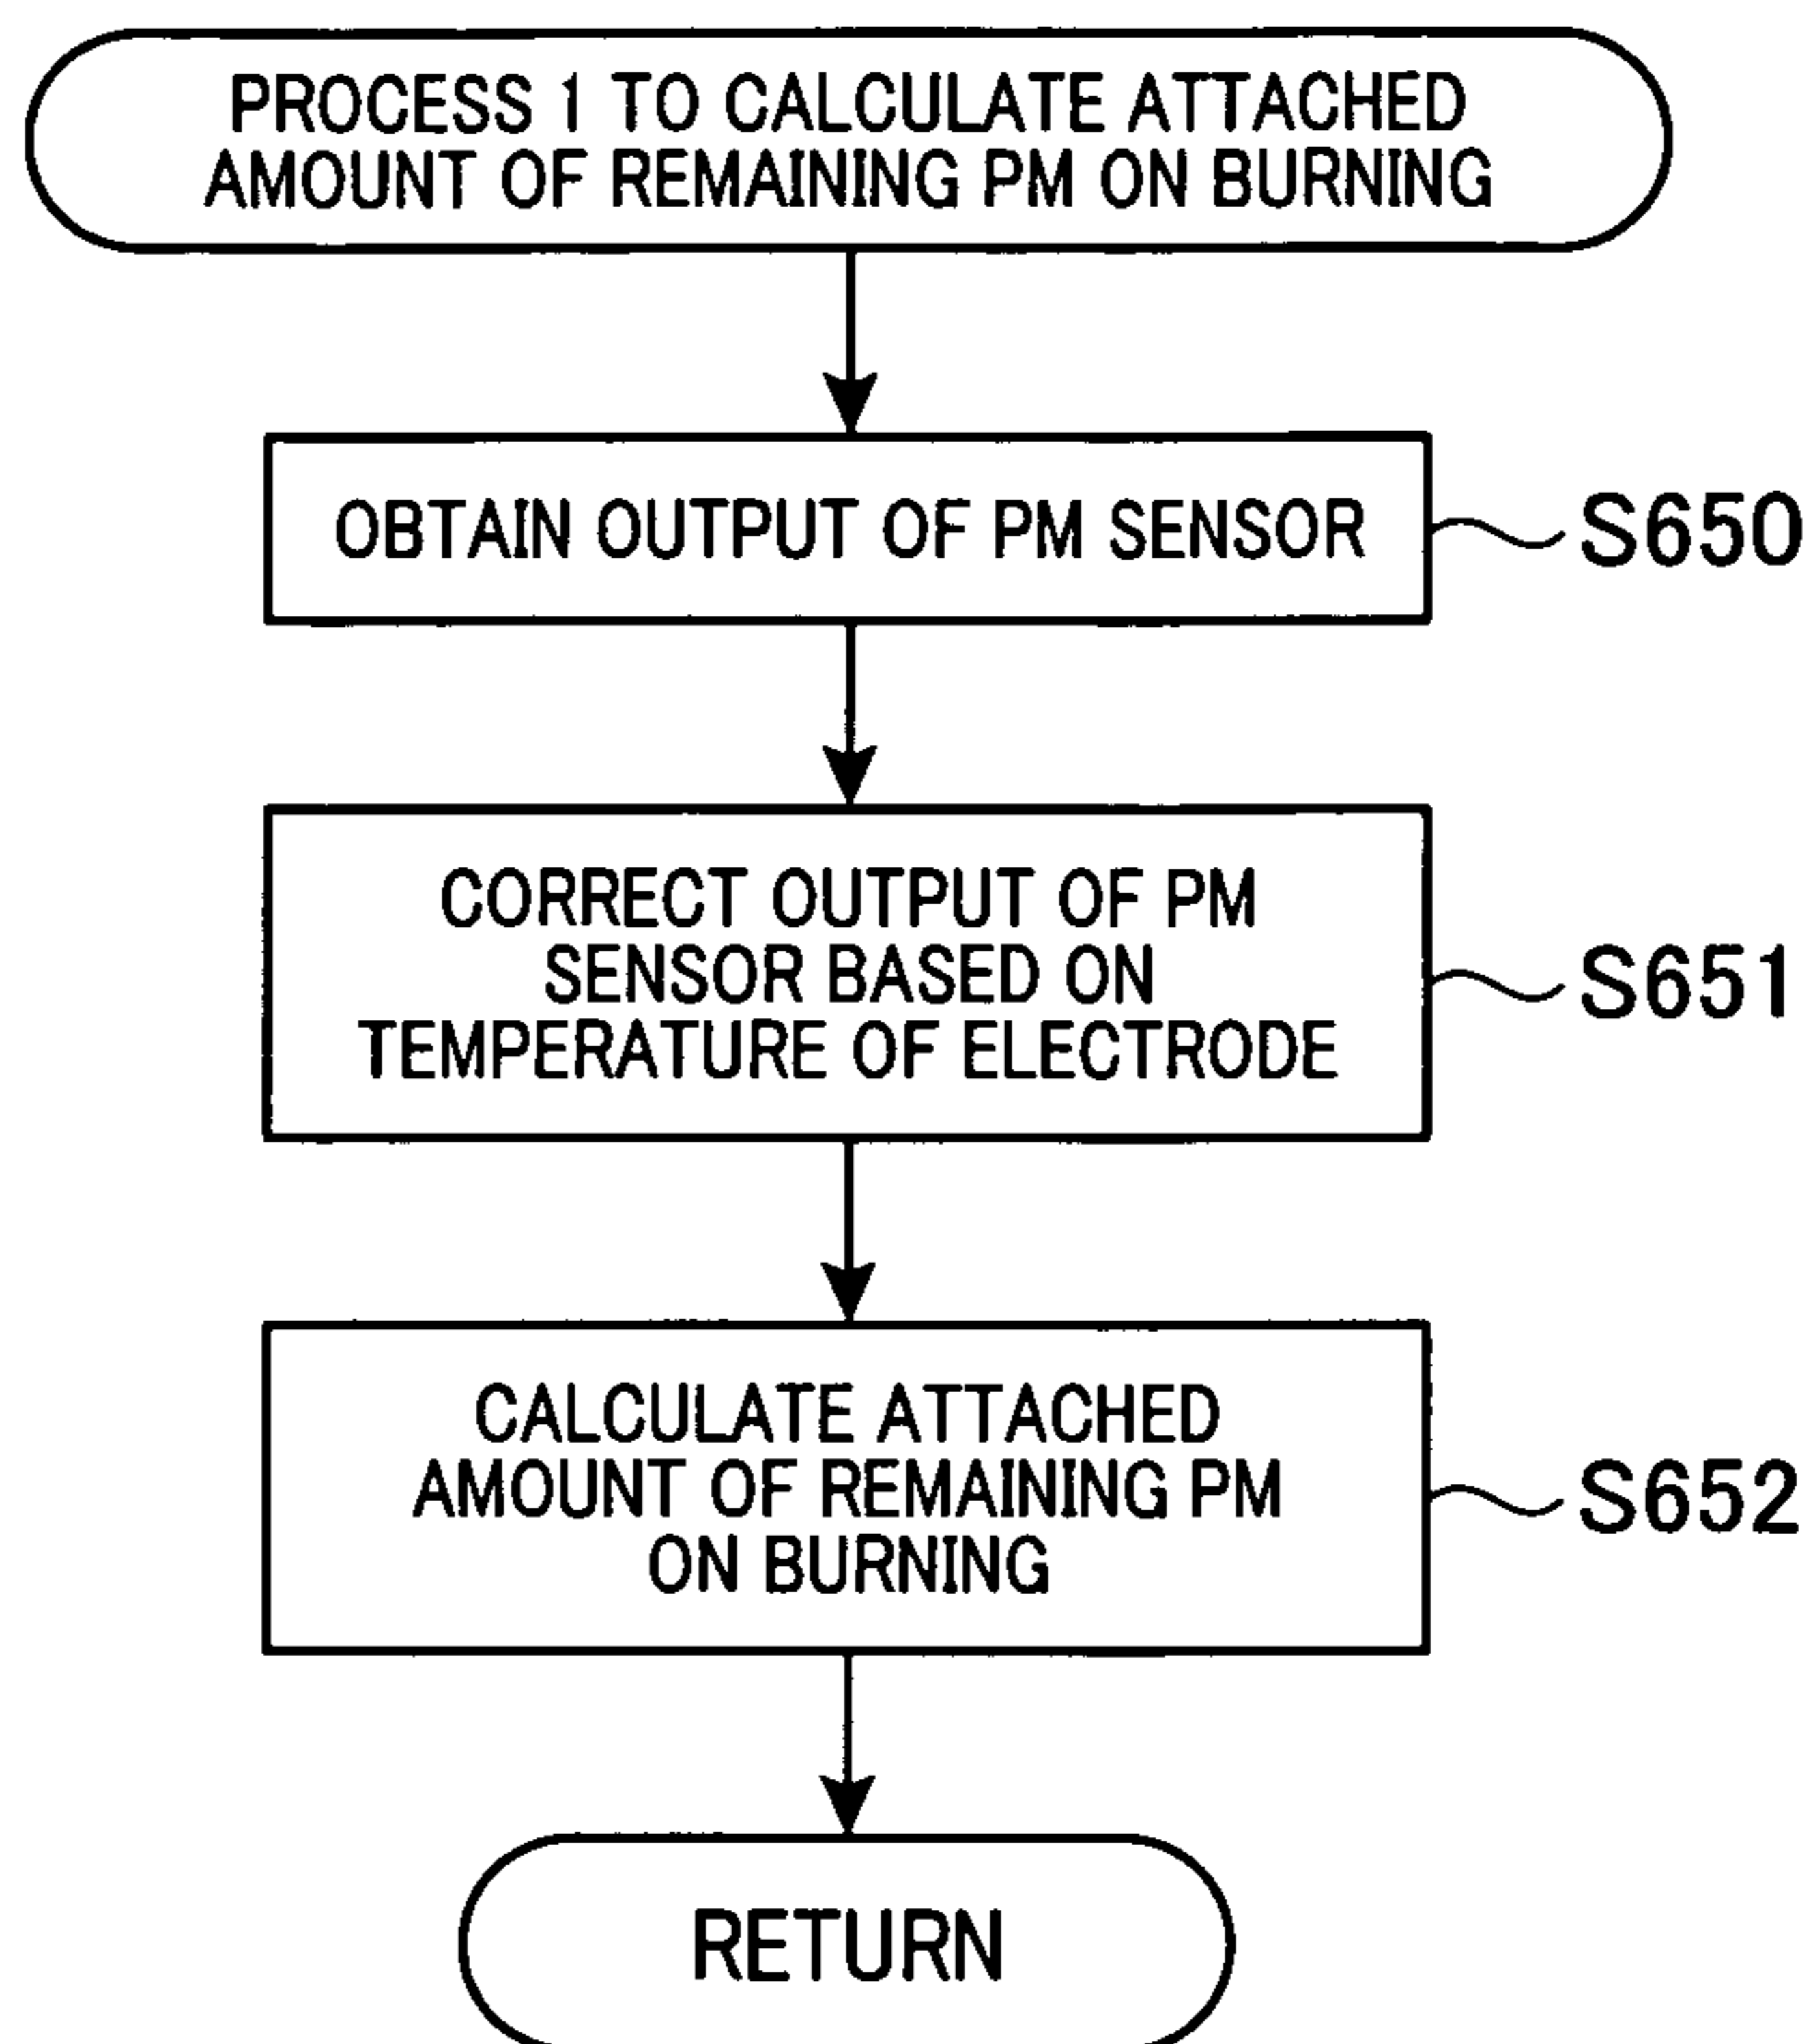 PROCESS 1 TO CALCULATE ATTACHED
AMOUNT OF REMAINING PM ON BURNING
OBTAIN OUTPUT OF PM SENSOR
S650
CORRECT OUTPUT OF PM
SENSOR BASED ON
TEMPERATURE OF ELECTRODE
S651
CALCULATE ATTACHED
AMOUNT OF REMAINING PM
ON BURNING
S652
RETURN